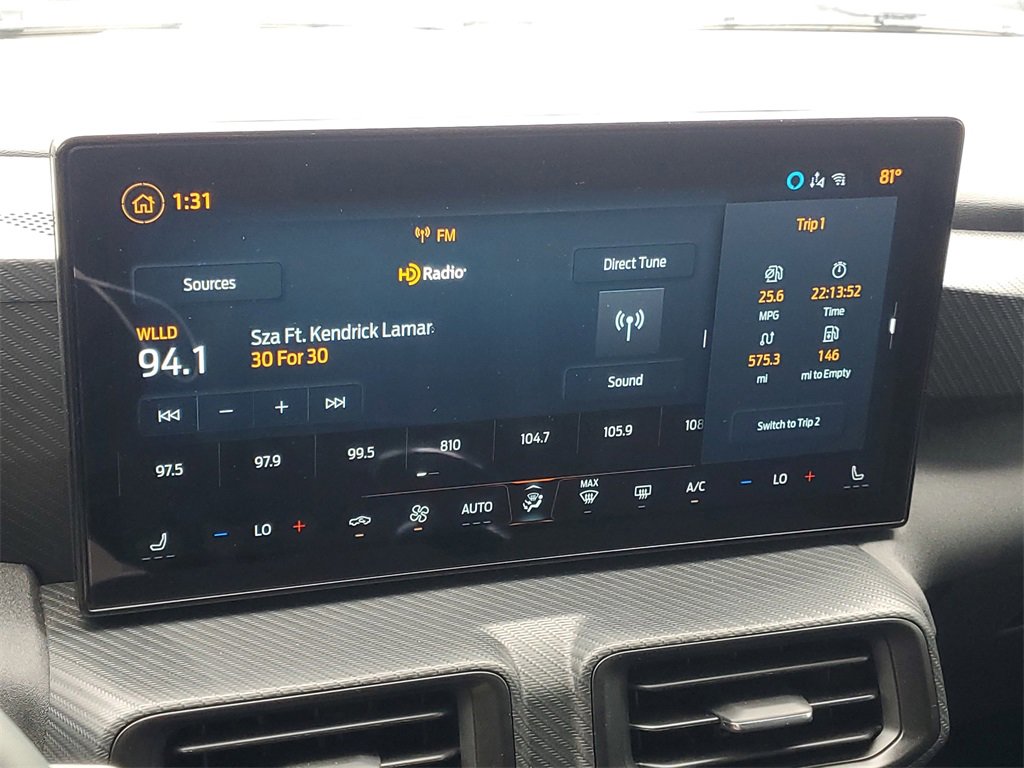 1:31
81°
FM
HD Radio
Sources
Direct Tune
WLLD
94.1
Sza Ft. Kendrick Lamar
30 For 30
Sound
Trip 1
25.6
MPG
22:13:52
Time
575.3
mi
146
mi to Empty
Switch to Trip 2
97.5
97.9
99.5
810
104.7
105.9
108
LO
AUTO
MAX
A/C
LO